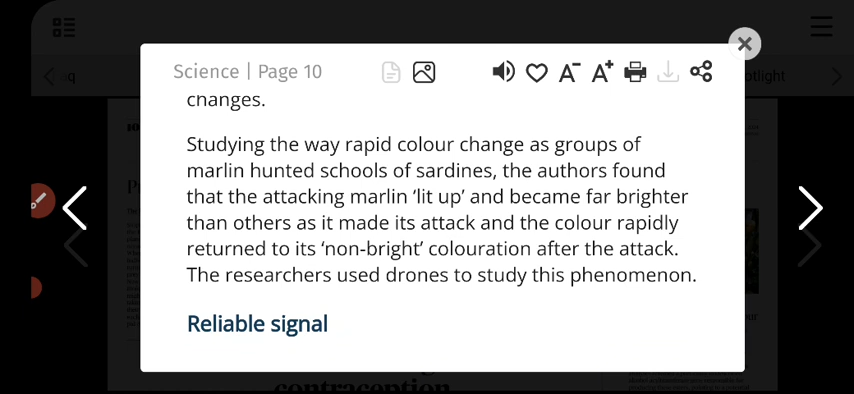 Science | Page 10
A- A+
changes.
Studying the way rapid colour change as groups of
marlin hunted schools of sardines, the authors found
that the attacking marlin ‘lit up’ and became far brighter
than others as it made its attack and the colour rapidly
returned to its ‘non-bright’ colouration after the attack.
The researchers used drones to study this phenomenon.
Reliable signal
contraception